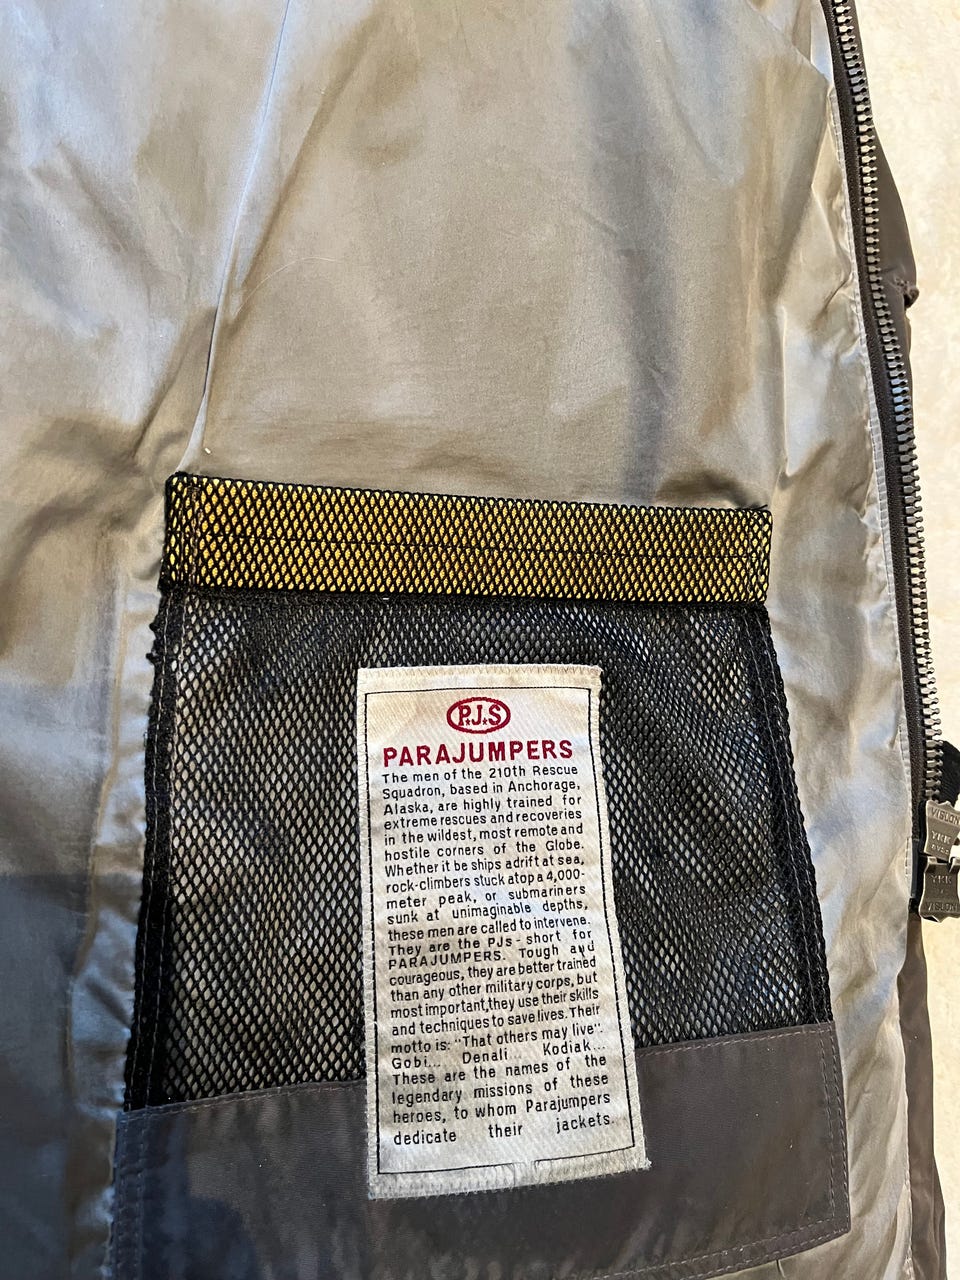 P.J.S
PARAJUMPERS
The men of the 210th Rescue
Squadron, based in Anchorage,
Alaska, are highly trained for
extreme rescues and recoveries
in the wildest, most remote and
hostile corners of the Globe.
Whether it be ships adrift at sea,
rock-climbers stuck atop a 4,000-
meter peak, or submariners
sunk at unimaginable depths,
these men are called to intervene.
They are the PJs - short for
PARAJUMPERS. Tough and
courageous, they are better trained
than any other military corps, but
most important,they use their skills
and techniques to save lives. Their
motto is: "That others may live".
Gobi... Denali... Kodiak...
These are the names of the
legendary missions of these
heroes, to whom Parajumpers
dedicate their jackets.
VISLON
YKK
YKK
VISLON